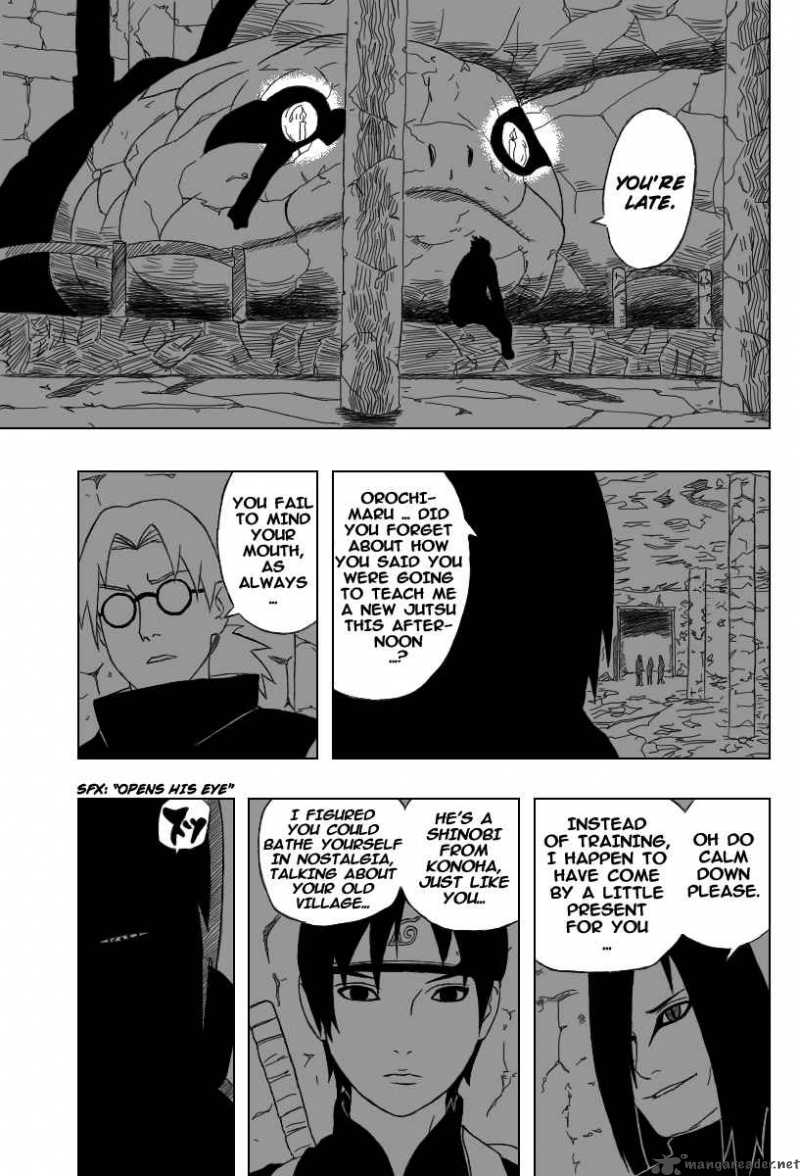 YOU'RE
LATE.
OROCHI-
MARU ... DID
YOU FORGET
ABOUT HOW
YOU SAID YOU
WERE GOING
TO TEACH ME
A NEW JUTSU
THIS AFTER-
NOON
...?
YOU FAIL
TO MIND
YOUR
MOUTH,
AS
ALWAYS
...
OH DO
CALM
DOWN
PLEASE.
INSTEAD
OF TRAINING,
I HAPPEN TO
HAVE COME
BY A LITTLE
PRESENT
FOR YOU
...
HE'S A
SHINOBI
FROM
KONOHA,
JUST LIKE
YOU...
I FIGURED
YOU COULD
BATHE YOURSELF
IN NOSTALGIA,
TALKING ABOUT
YOUR OLD
VILLAGE...
SFX: "OPENS HIS EYE"
ズッ
mangareader.net